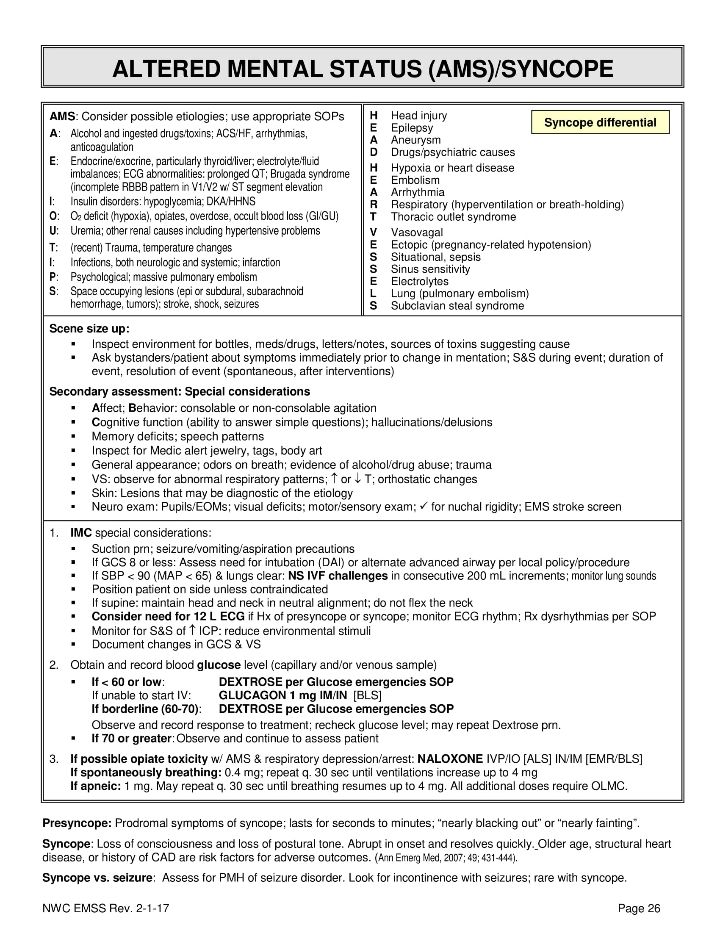 ALTERED MENTAL STATUS (AMS)/SYNCOPE
AMS: Consider possible etiologies; use appropriate SOPs
A: Alcohol and ingested drugs/toxins; ACS/HF, arrhythmias,
anticoagulation
E: Endocrine/exocrine, particularly thyroid/liver; electrolyte/fluid
imbalances; ECG abnormalities: prolonged QT; Brugada syndrome
(incomplete RBBB pattern in V1/V2 w/ ST segment elevation
I: Insulin disorders: hypoglycemia; DKA/HHNS
O: O₂ deficit (hypoxia), opiates, overdose, occult blood loss (GI/GU)
U: Uremia; other renal causes including hypertensive problems
T: (recent) Trauma, temperature changes
I: Infections, both neurologic and systemic; infarction
P: Psychological; massive pulmonary embolism
S: Space occupying lesions (epi or subdural, subarachnoid
hemorrhage, tumors); stroke, shock, seizures
Syncope differential
H Head injury
E Epilepsy
A Aneurysm
D Drugs/psychiatric causes
H Hypoxia or heart disease
E Embolism
A Arrhythmia
R Respiratory (hyperventilation or breath-holding)
T Thoracic outlet syndrome
V Vasovagal
E Ectopic (pregnancy-related hypotension)
S Situational, sepsis
S Sinus sensitivity
E Electrolytes
L Lung (pulmonary embolism)
S Subclavian steal syndrome
Scene size up:
▪ Inspect environment for bottles, meds/drugs, letters/notes, sources of toxins suggesting cause
▪ Ask bystanders/patient about symptoms immediately prior to change in mentation; S&S during event; duration of
event, resolution of event (spontaneous, after interventions)
Secondary assessment: Special considerations
▪ Affect; Behavior: consolable or non-consolable agitation
▪ Cognitive function (ability to answer simple questions); hallucinations/delusions
▪ Memory deficits; speech patterns
▪ Inspect for Medic alert jewelry, tags, body art
▪ General appearance; odors on breath; evidence of alcohol/drug abuse; trauma
▪ VS: observe for abnormal respiratory patterns; ↑ or ↓ T; orthostatic changes
▪ Skin: Lesions that may be diagnostic of the etiology
▪ Neuro exam: Pupils/EOMs; visual deficits; motor/sensory exam; ✓ for nuchal rigidity; EMS stroke screen
1. IMC special considerations:
▪ Suction prn; seizure/vomiting/aspiration precautions
▪ If GCS 8 or less: Assess need for intubation (DAI) or alternate advanced airway per local policy/procedure
▪ If SBP < 90 (MAP < 65) & lungs clear: NS IVF challenges in consecutive 200 mL increments; monitor lung sounds
▪ Position patient on side unless contraindicated
▪ If supine: maintain head and neck in neutral alignment; do not flex the neck
▪ Consider need for 12 L ECG if Hx of presyncope or syncope; monitor ECG rhythm; Rx dysrhythmias per SOP
▪ Monitor for S&S of ↑ ICP: reduce environmental stimuli
▪ Document changes in GCS & VS
2. Obtain and record blood glucose level (capillary and/or venous sample)
▪ If < 60 or low: DEXTROSE per Glucose emergencies SOP
If unable to start IV: GLUCAGON 1 mg IM/IN [BLS]
If borderline (60-70): DEXTROSE per Glucose emergencies SOP
Observe and record response to treatment; recheck glucose level; may repeat Dextrose prn.
▪ If 70 or greater: Observe and continue to assess patient
3. If possible opiate toxicity w/ AMS & respiratory depression/arrest: NALOXONE IVP/IO [ALS] IN/IM [EMR/BLS]
If spontaneously breathing: 0.4 mg; repeat q. 30 sec until ventilations increase up to 4 mg
If apneic: 1 mg. May repeat q. 30 sec until breathing resumes up to 4 mg. All additional doses require OLMC.
Presyncope: Prodromal symptoms of syncope; lasts for seconds to minutes; “nearly blacking out” or “nearly fainting”.
Syncope: Loss of consciousness and loss of postural tone. Abrupt in onset and resolves quickly. Older age, structural heart
disease, or history of CAD are risk factors for adverse outcomes. (Ann Emerg Med, 2007; 49; 431-444).
Syncope vs. seizure: Assess for PMH of seizure disorder. Look for incontinence with seizures; rare with syncope.
NWC EMSS Rev. 2-1-17 Page 26